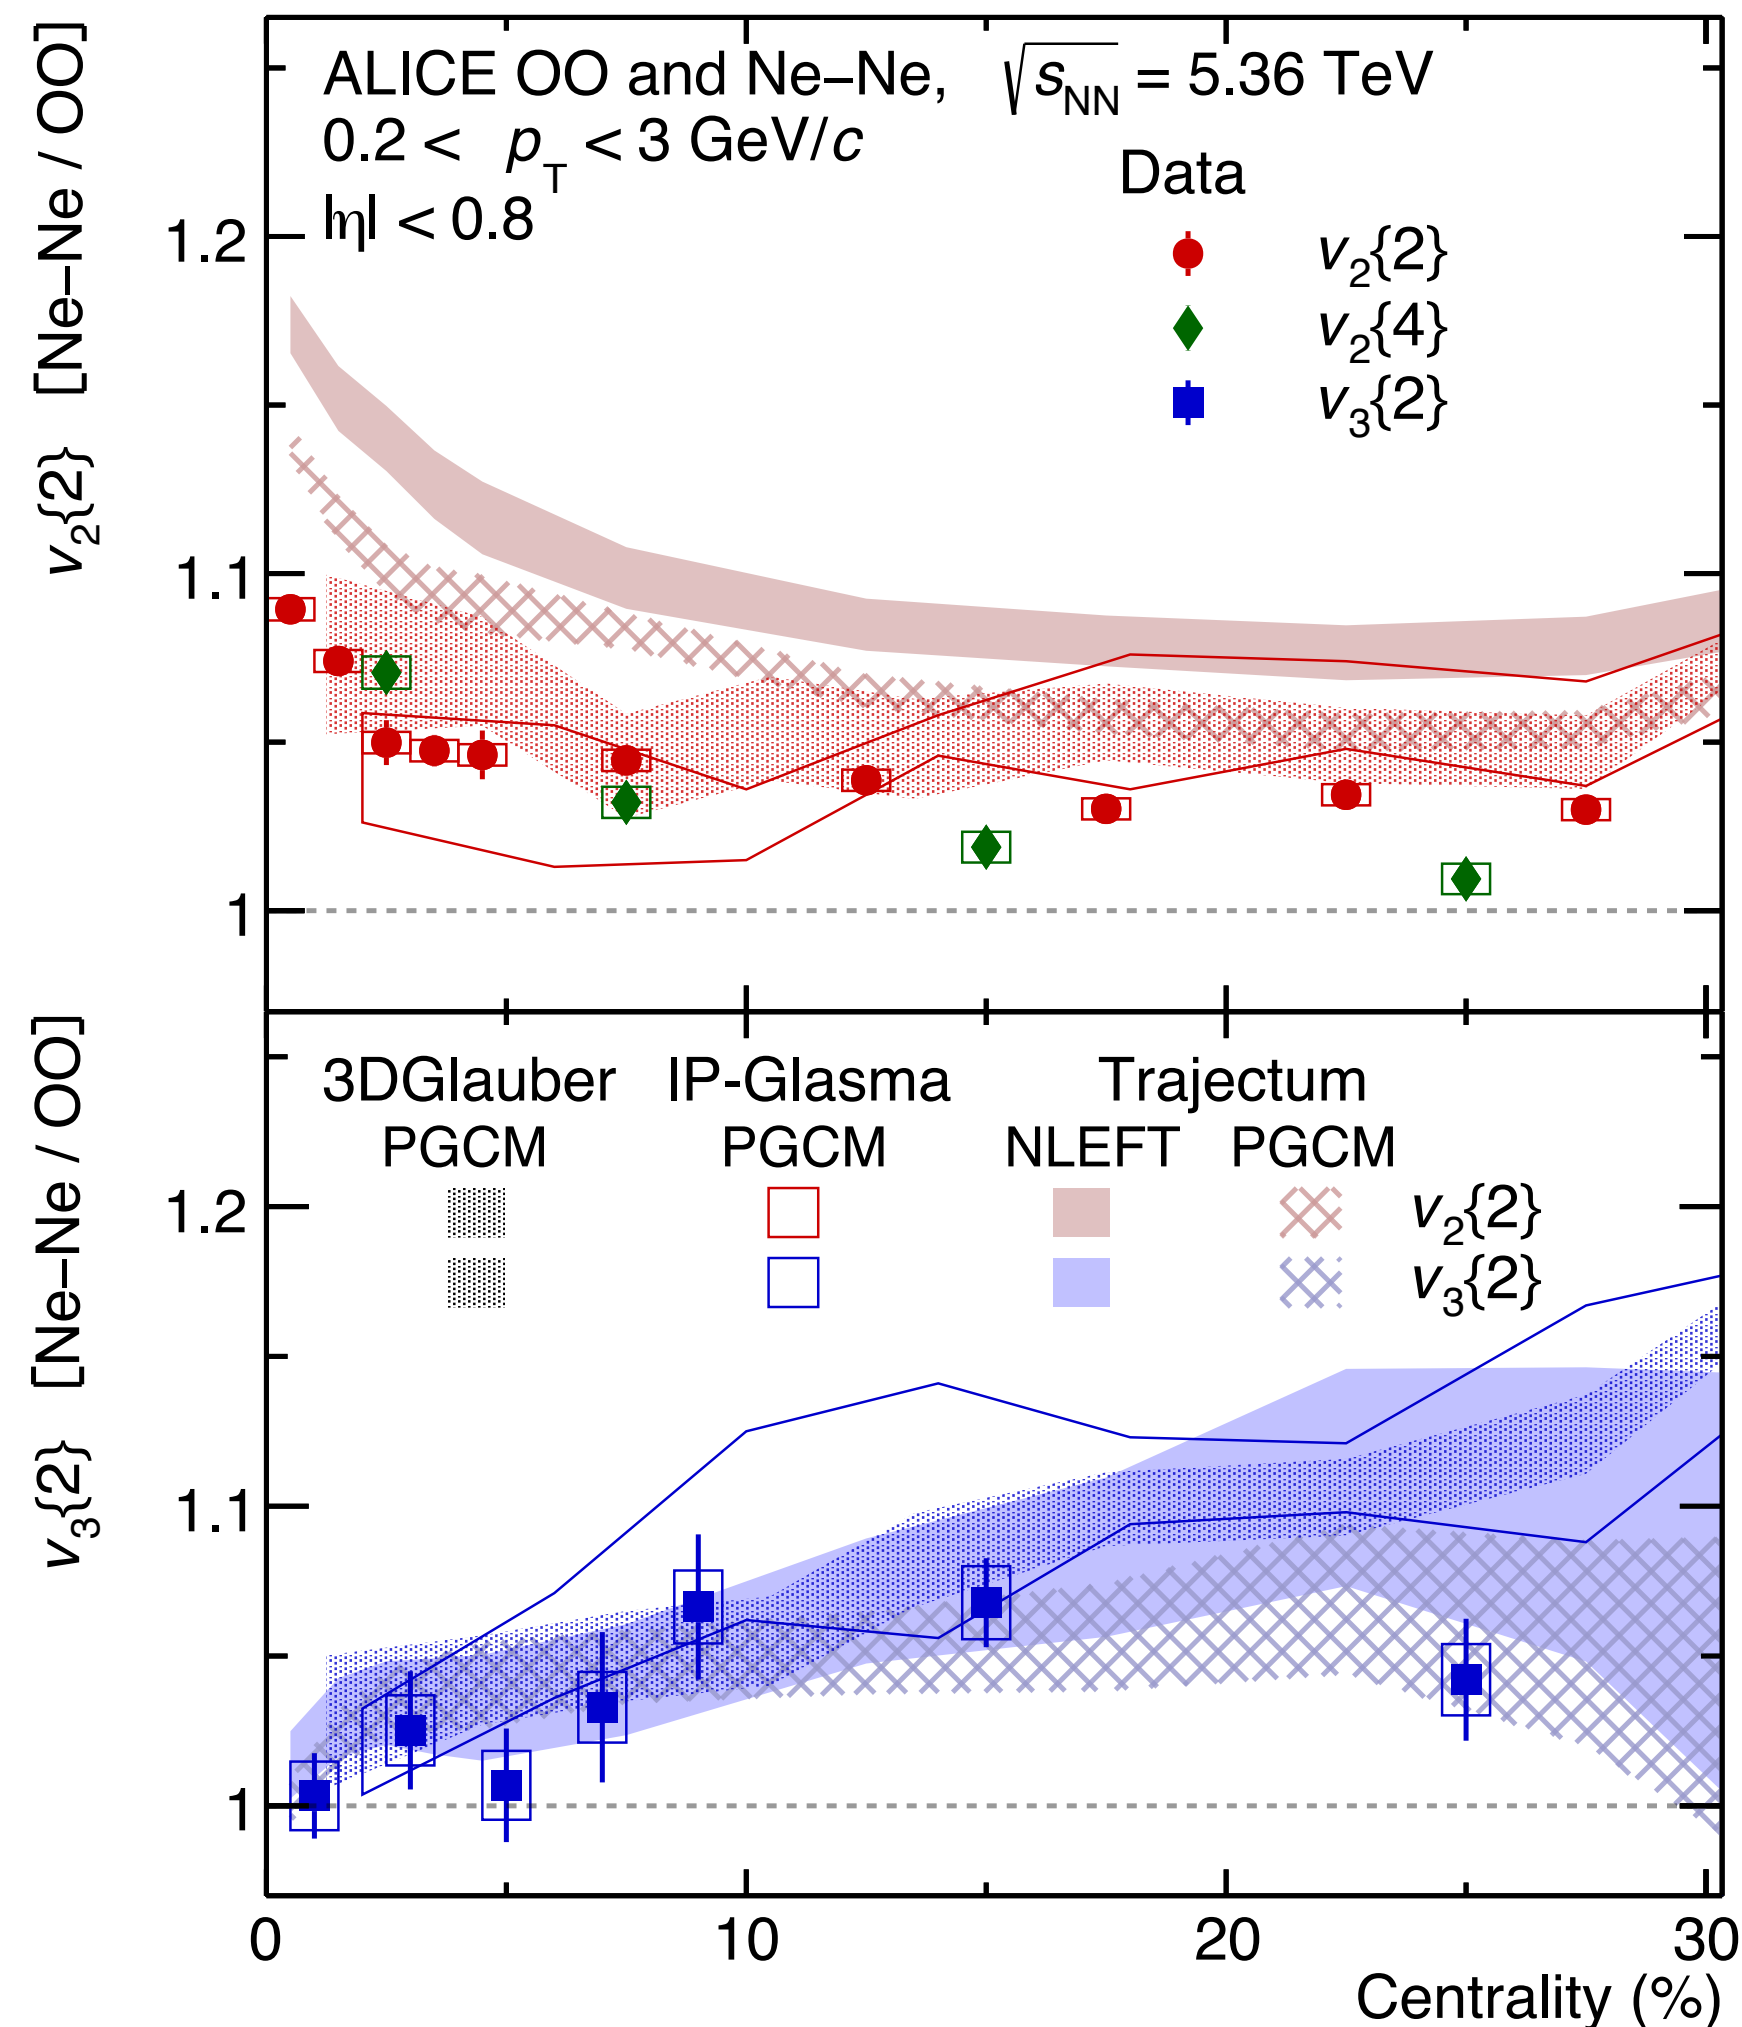 ALICE OO and Ne–Ne, √sNN = 5.36 TeV
0.2 < pT < 3 GeV/c
|η| < 0.8
Data
v2{2}
v2{4}
v3{2}
v2{2} [Ne–Ne / OO]
1.2
1.1
1
3DGlauber IP-Glasma Trajectum
PGCM PGCM NLEFT PGCM
v2{2}
v3{2}
v3{2} [Ne–Ne / OO]
1.2
1.1
1
0 10 20 30
Centrality (%)